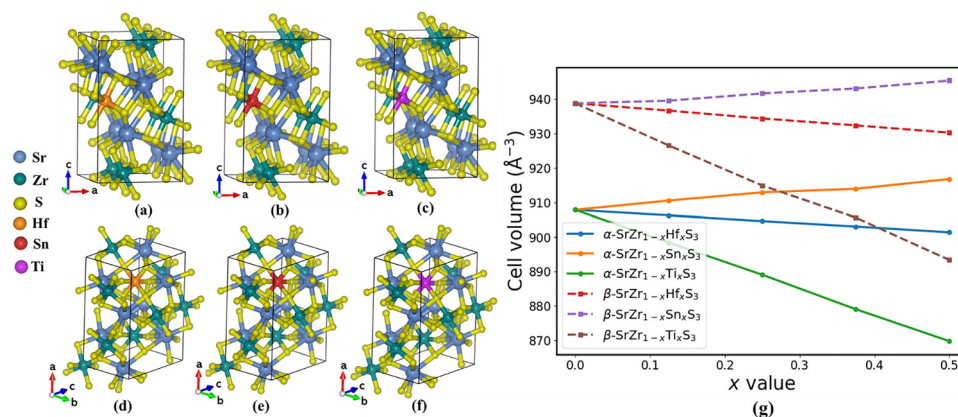 Sr
Zr
S
Hf
Sn
Ti
c
a
(a)
c
a
(b)
c
a
(c)
a
c
b
(d)
a
c
b
(e)
a
c
b
(f)
Cell volume (Å⁻³)
940
930
920
910
900
890
880
870
α-SrZr₁₋ₓHfₓS₃
α-SrZr₁₋ₓSnₓS₃
α-SrZr₁₋ₓTiₓS₃
β-SrZr₁₋ₓHfₓS₃
β-SrZr₁₋ₓSnₓS₃
β-SrZr₁₋ₓTiₓS₃
0.0 0.1 0.2 0.3 0.4 0.5
x value
(g)